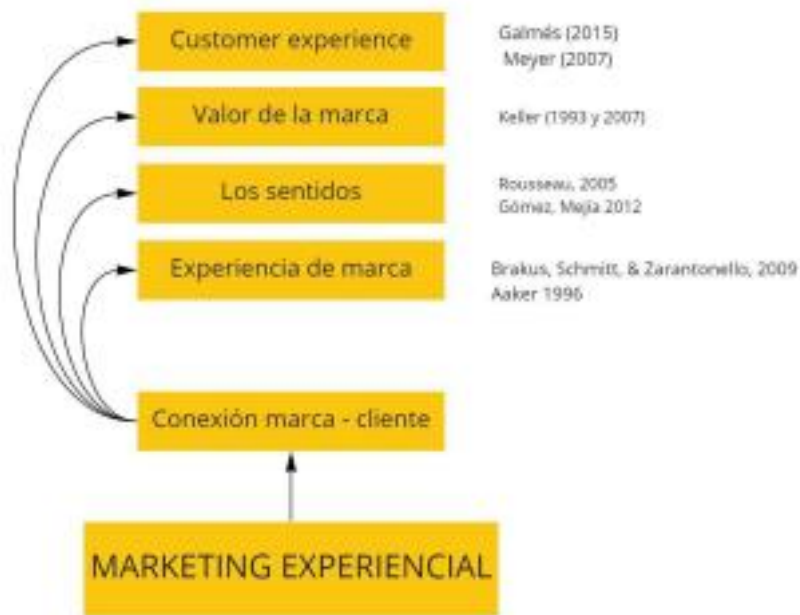 Customer experience
Galmés (2015)
Meyer (2007)
Valor de la marca
Keller (1993 y 2007)
Los sentidos
Rousseau, 2005
Gómez, Mejia 2012
Experiencia de marca
Brakus, Schmitt, & Zarantonello, 2009
Aaker 1996
Conexión marca - cliente
MARKETING EXPERIENCIAL